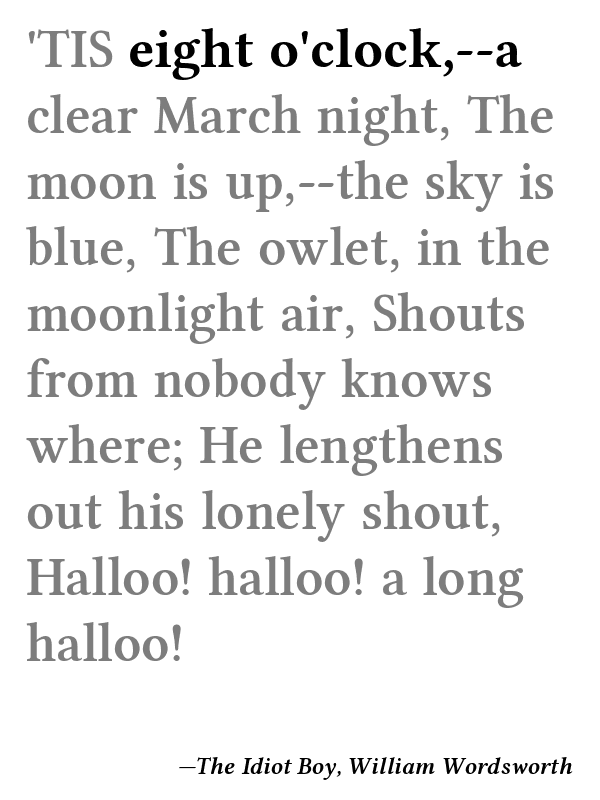 'TIS eight o'clock,--a
clear March night, The
moon is up,--the sky is
blue, The owlet, in the
moonlight air, Shouts
from nobody knows
where; He lengthens
out his lonely shout,
Halloo! halloo! a long
halloo!
—The Idiot Boy, William Wordsworth